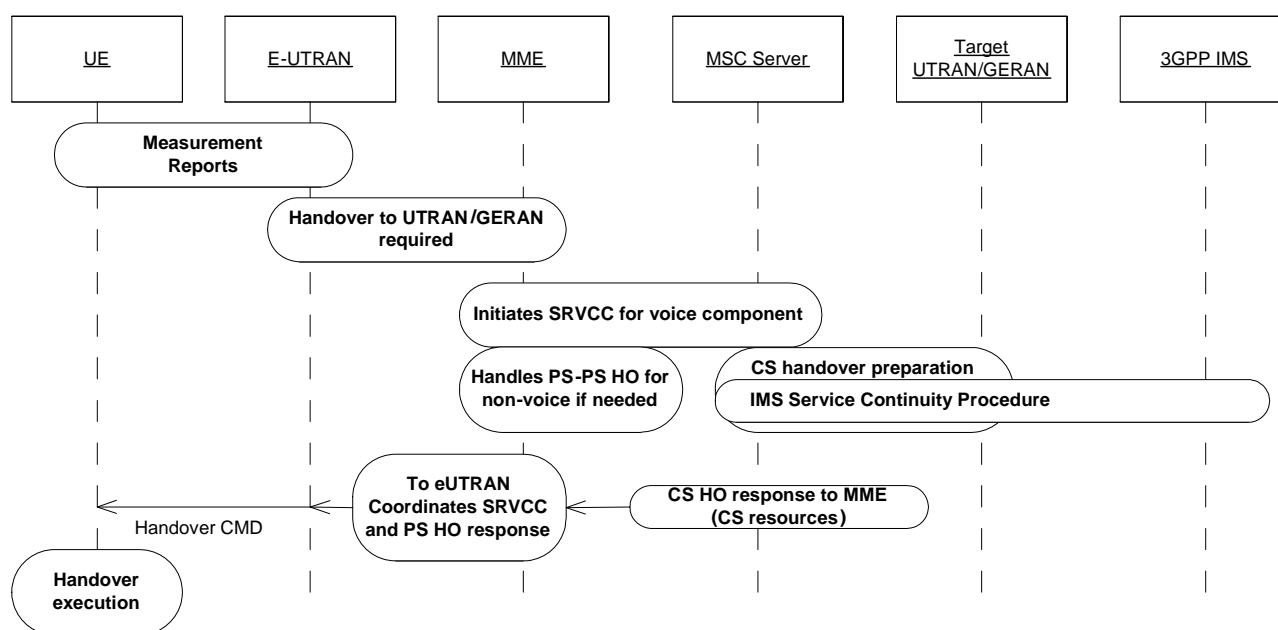 UE
E-UTRAN
MME
MSC Server
Target
UTRAN/GERAN
3GPP IMS
Measurement
Reports
Handover to UTRAN/GERAN
required
Initiates SRVCC for voice component
Handles PS-PS HO for
non-voice if needed
CS handover preparation
IMS Service Continuity Procedure
To eUTRAN
Coordinates SRVCC
and PS HO response
CS HO response to MME
(CS resources)
Handover CMD
Handover
execution